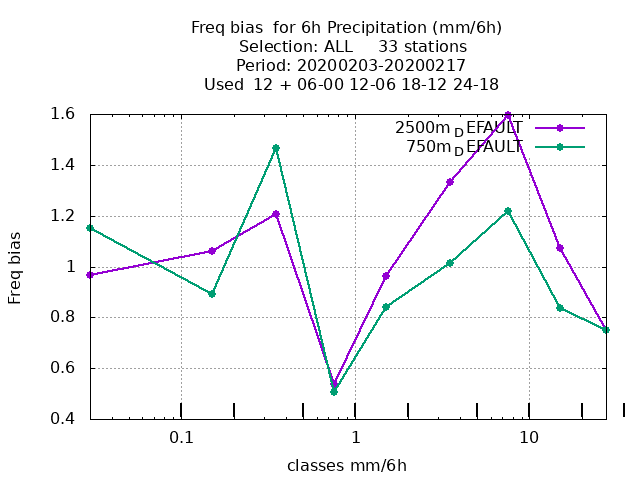 Freq bias  for 6h Precipitation (mm/6h)
Selection: ALL     33 stations
Period: 20200203-20200217
Used  12 + 06-00 12-06 18-12 24-18
1.6
2500m_DEFAULT
750m_DEFAULT
1.4
1.2
1
0.8
0.6
0.4
Freq bias
0.1 1 10
classes mm/6h